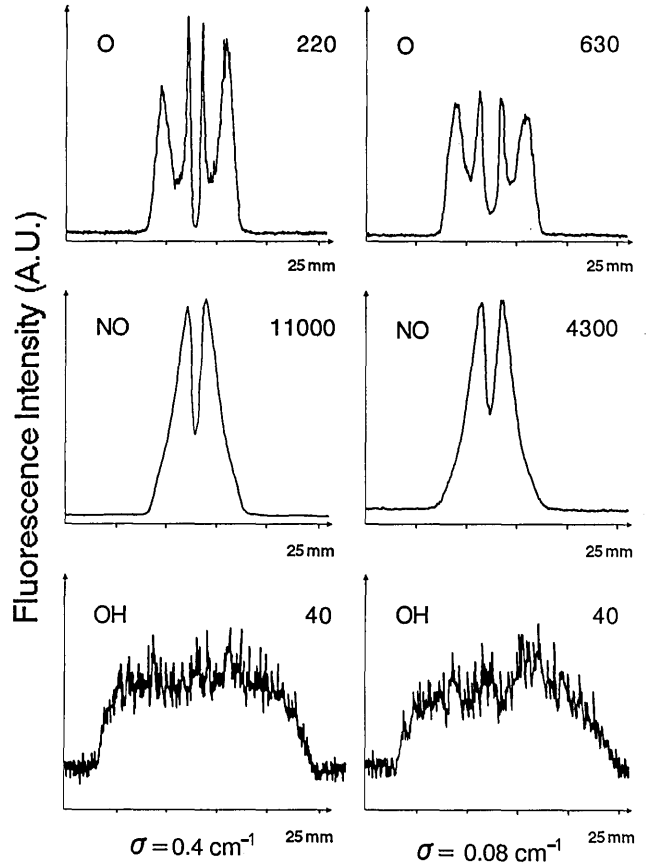 O 220
O 630
25 mm
25 mm
Fluorescence Intensity (A.U.)
NO 11000
NO 4300
25 mm
25 mm
OH 40
OH 40
25 mm
25 mm
σ = 0.4 cm⁻¹
σ = 0.08 cm⁻¹